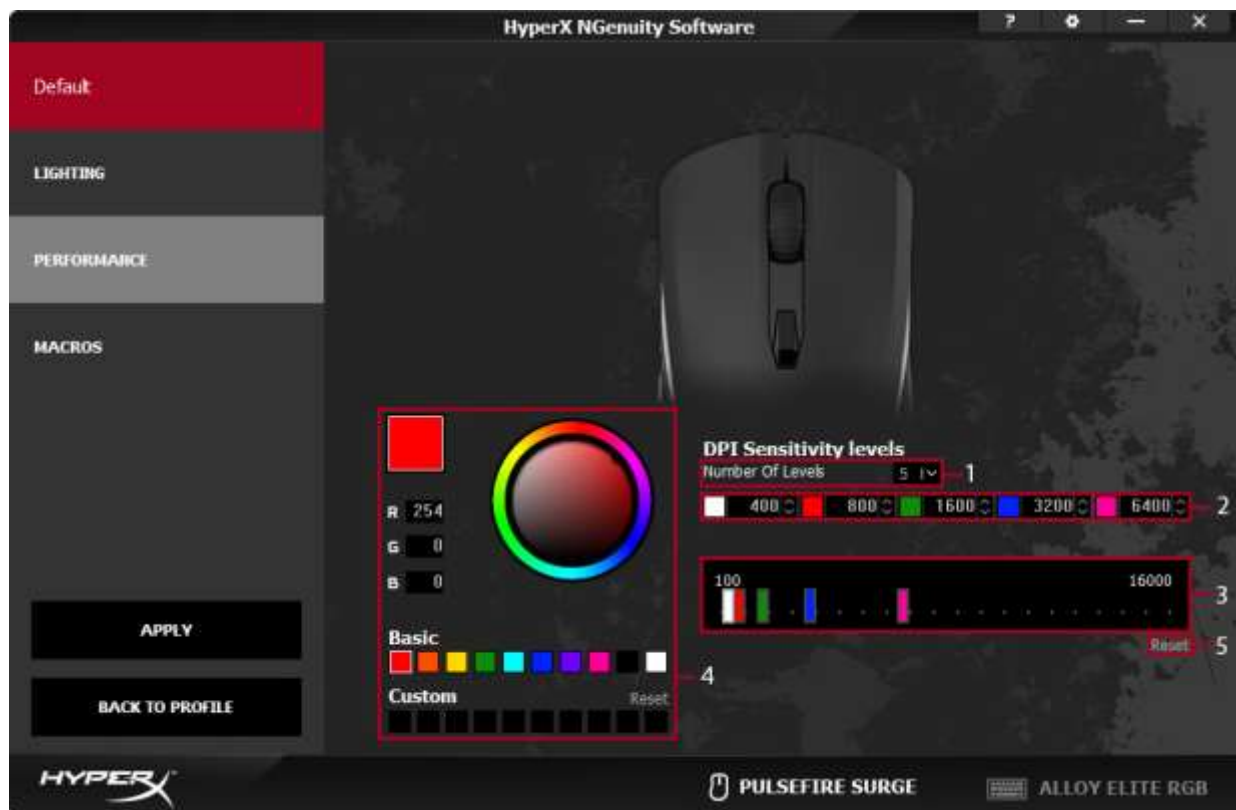 HyperX NGenuity Software
? —  ×
Default
LIGHTING
PERFORMANCE
MACROS
APPLY
BACK TO PROFILE
R 254
G 0
B 0
Basic
Custom Reset
4
DPI Sensitivity levels
Number Of Levels 5 1
400 800 1600 3200 6400 2
100 16000
3
Reset 5
HYPERX
PULSEFIRE SURGE
ALLOY ELITE RGB